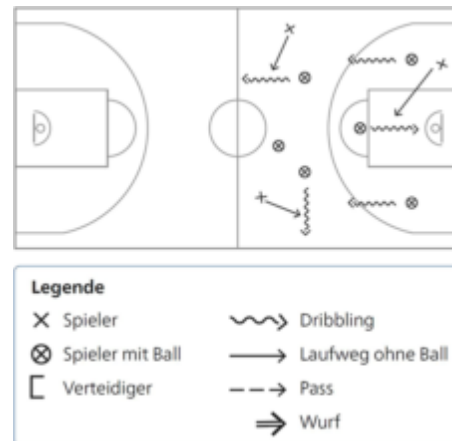 Legende
Spieler
Dribbling
Spieler mit Ball
Laufweg ohne Ball
Verteidiger
Pass
Wurf